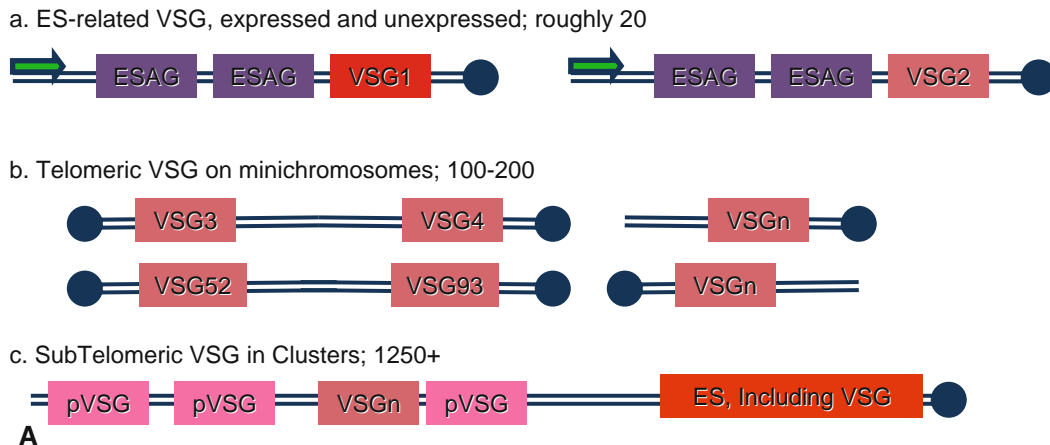 a. ES-related VSG, expressed and unexpressed; roughly 20
ESAG ESAG VSG1 ESAG ESAG VSG2
b. Telomeric VSG on minichromosomes; 100-200
VSG3 VSG4 VSGn
VSG52 VSG93 VSGn
c. SubTelomeric VSG in Clusters; 1250+
pVSG pVSG VSGn pVSG ES, Including VSG
A